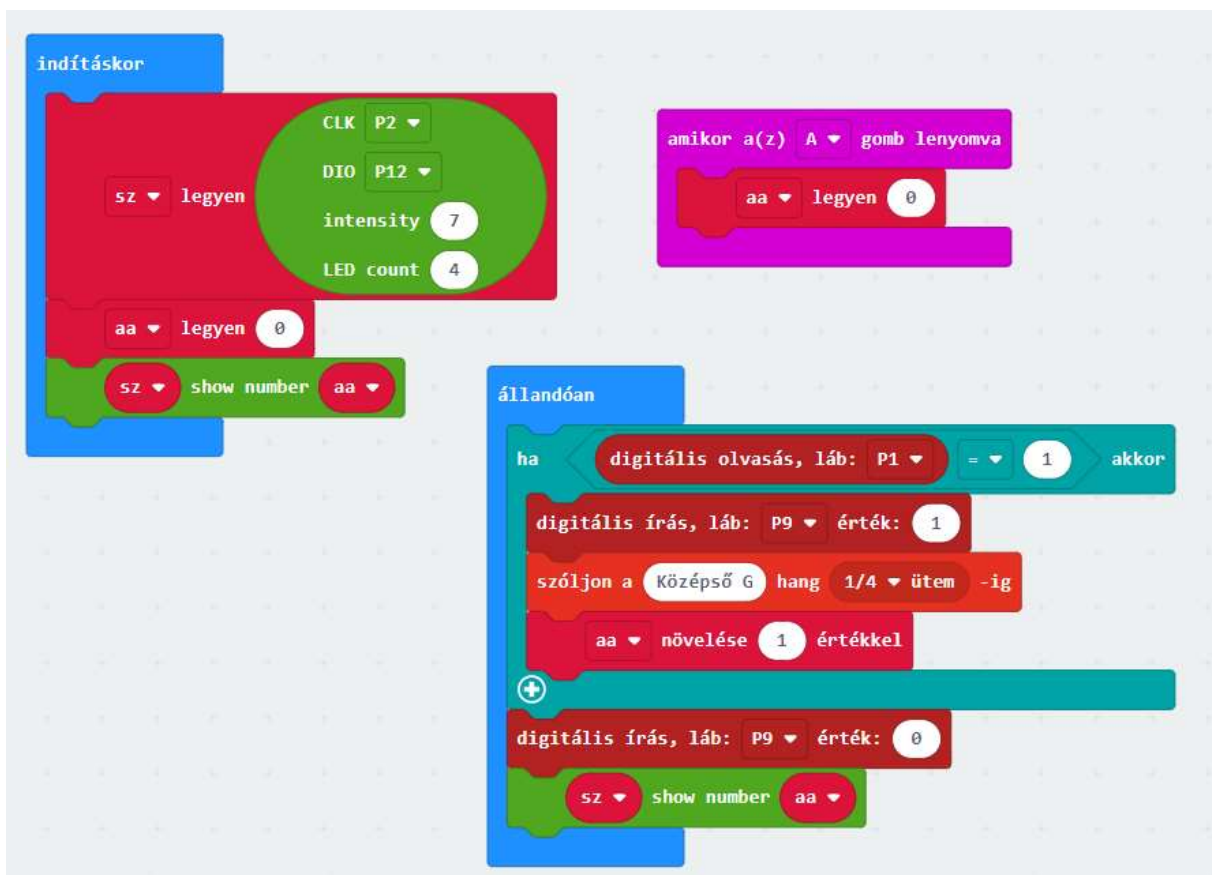 indításkor
sz legyen
CLK P2
DIO P12
intensity 7
LED count 4
aa legyen 0
sz show number aa
amikor a(z) A gomb lenyomva
aa legyen 0
állandóan
ha digitális olvasás, láb: P1 = 1 akkor
digitális írás, láb: P9 érték: 1
szóljon a Középső G hang 1/4 ütem -ig
aa növelése 1 értékkel
digitális írás, láb: P9 érték: 0
sz show number aa